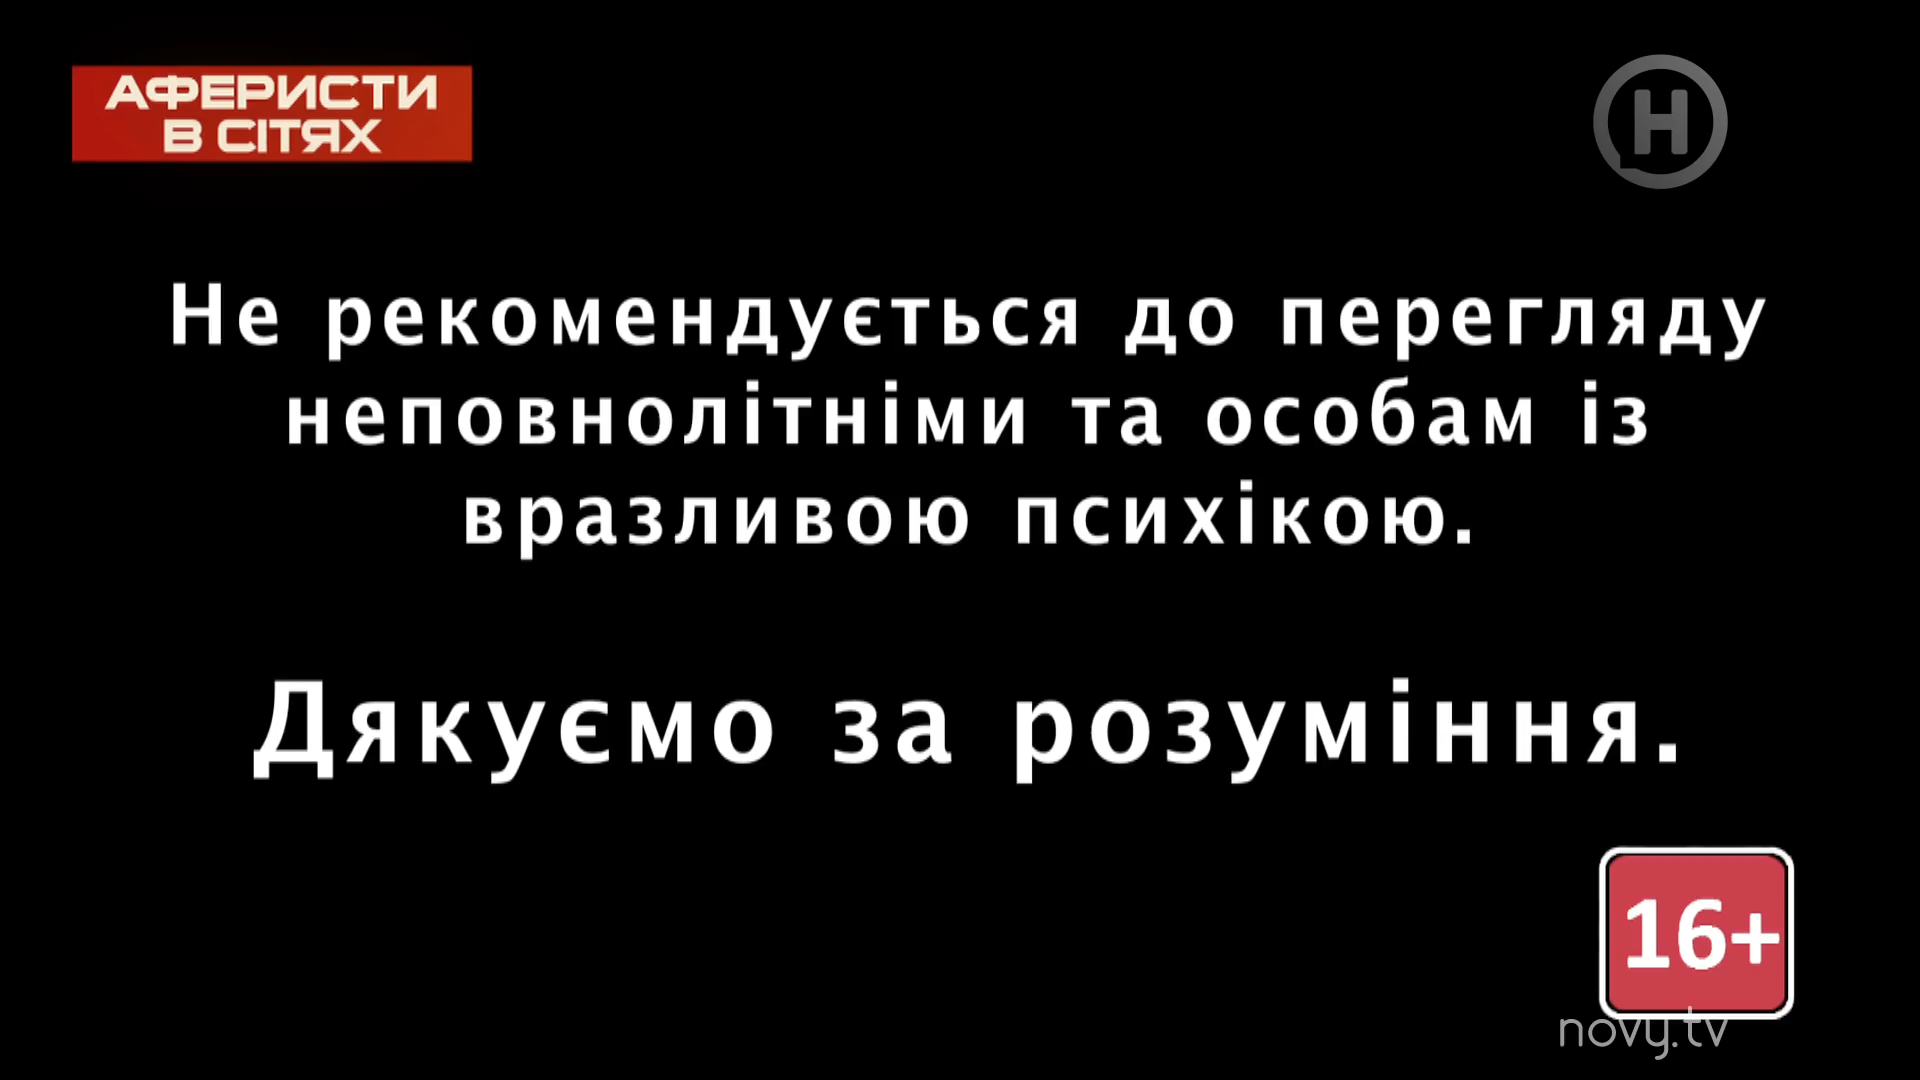 АФЕРИСТИ
В СІТЯХ
Н
Не рекомендується до перегляду
неповнолітніми та особам із
вразливою психікою.
Дякуємо за розуміння.
16+
novy.tv